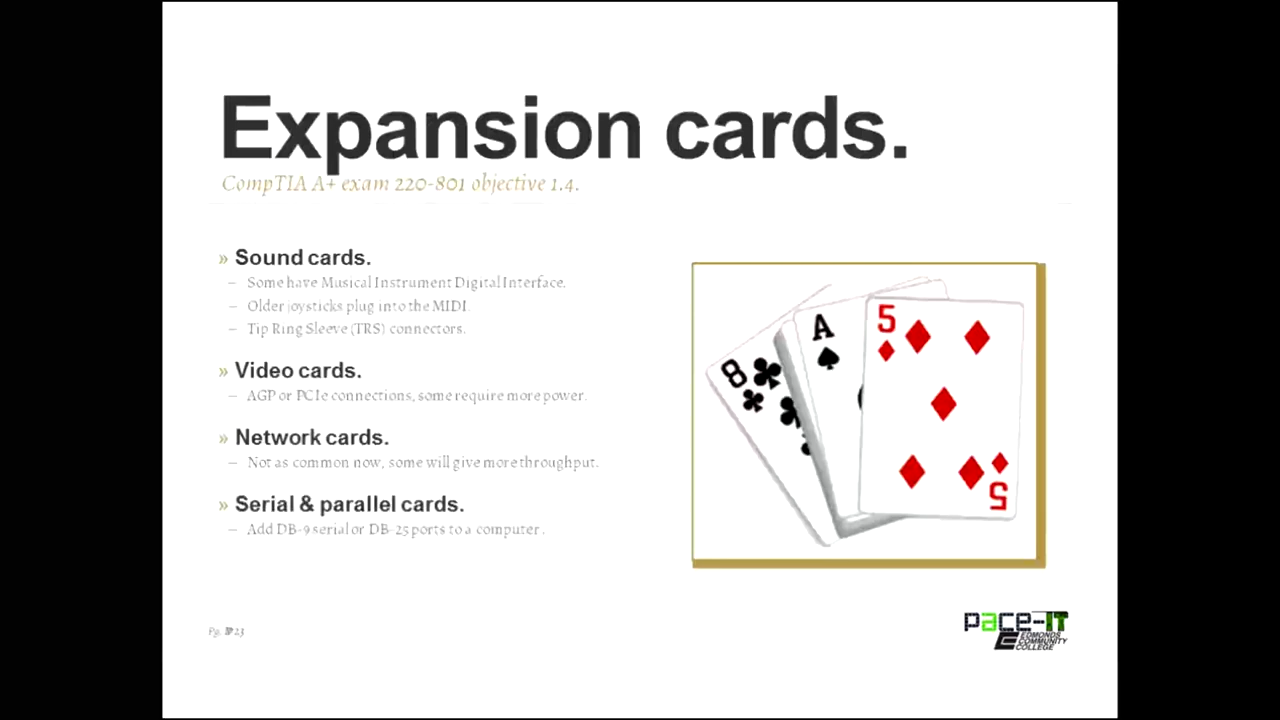 Expansion cards.
CompTIA A+ exam 220-801 objective 1.4.
» Sound cards.
– Some have Musical Instrument Digital Interface.
– Older joysticks plug into the MIDI.
– Tip Ring Sleeve (TRS) connectors.
» Video cards.
– AGP or PCIe connections, some require more power.
» Network cards.
– Not as common now, some will give more throughput.
» Serial & parallel cards.
– Add DB-9 serial or DB-25 ports to a computer.
8
A
5
5
Pg.
pace-IT
EDMONDS
COMMUNITY
COLLEGE